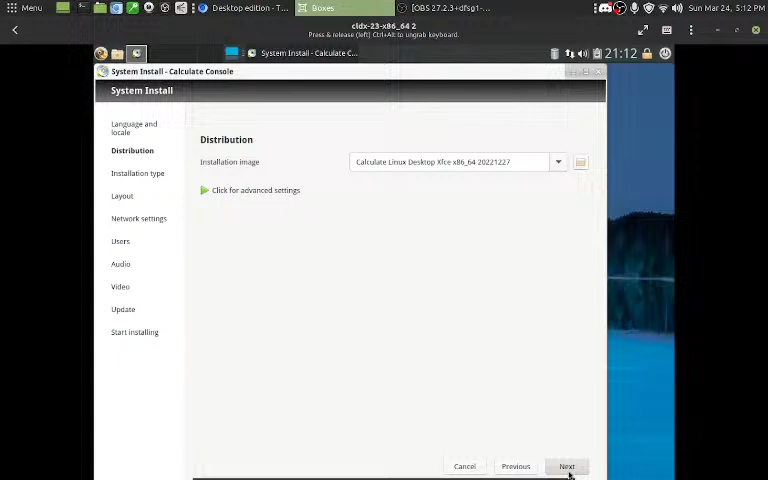 Menu
Desktop edition - T...
Boxes
[OBS 27.2.3+dfsg1-...
Sun Mar 24, 5:12 PM
cldx-23-x86_64 2
Press & release (left) Ctrl+Alt to ungrab keyboard.
System Install - Calculate C...
21:12
System Install - Calculate Console
System Install
Language and
locale
Distribution
Installation type
Layout
Network settings
Users
Audio
Video
Update
Start installing
Distribution
Installation image
Calculate Linux Desktop Xfce x86_64 20221227
Click for advanced settings
Cancel
Previous
Next